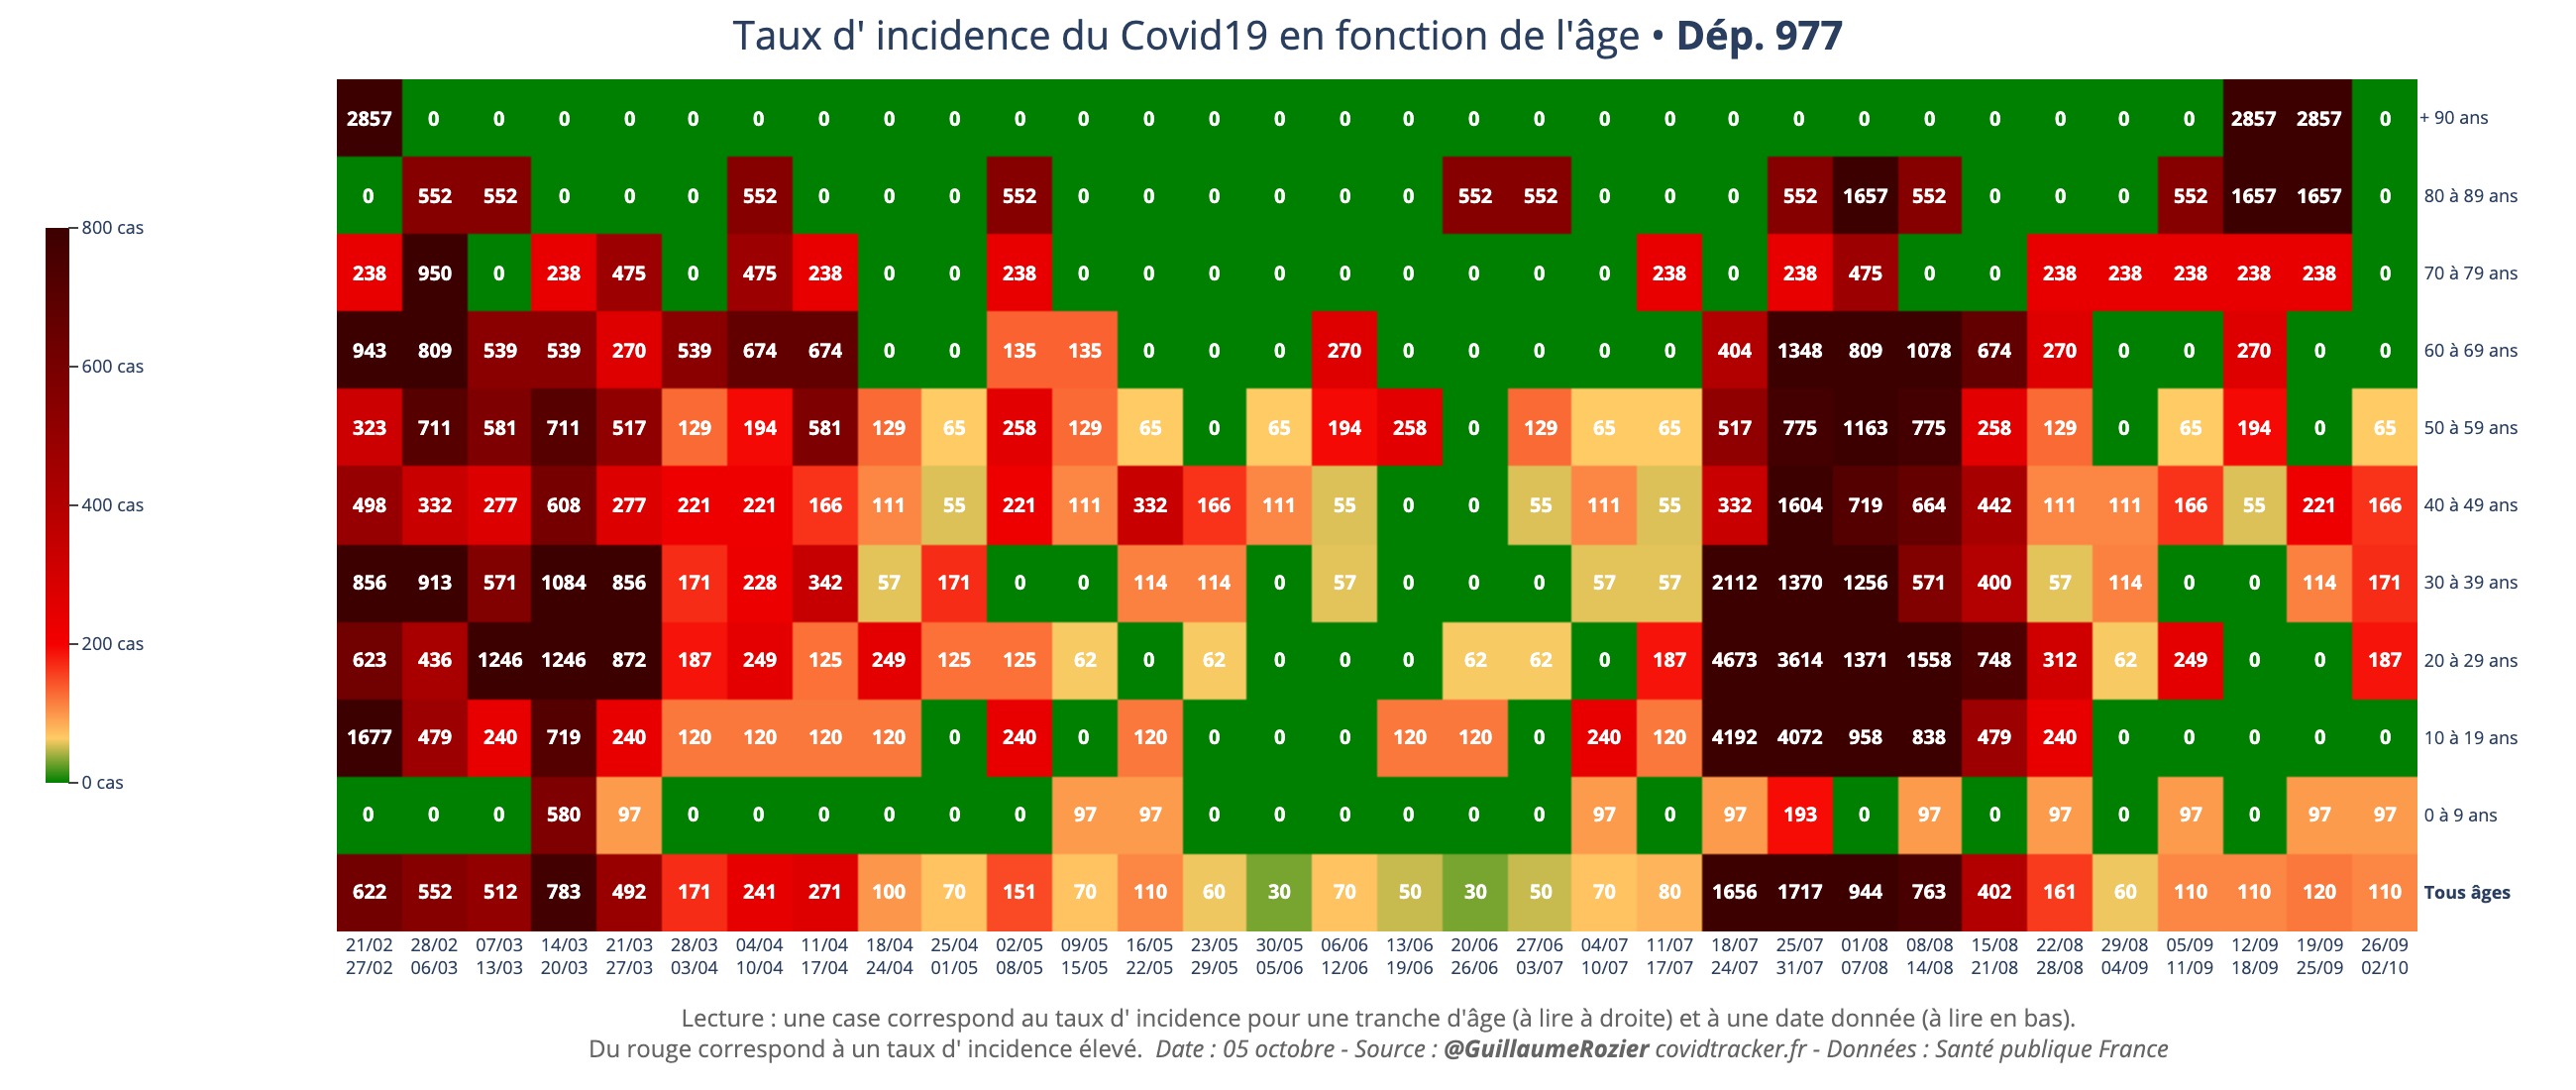 Taux d' incidence du Covid19 en fonction de l'âge • Dép. 977
2857 0 0 0 0 0 0 0 0 0 0 0 0 0 0 0 0 0 0 0 0 0 0 0 0 0 0 0 0 2857 2857 0 + 90 ans
0 552 552 0 0 0 552 0 0 0 552 0 0 0 0 0 0 552 552 0 0 0 552 1657 552 0 0 0 552 1657 1657 0 80 à 89 ans
238 950 0 238 475 0 475 238 0 0 238 0 0 0 0 0 0 0 0 0 238 0 238 475 0 0 238 238 238 238 238 0 70 à 79 ans
943 809 539 539 270 539 674 674 0 0 135 135 0 0 0 270 0 0 0 0 0 404 1348 809 1078 674 270 0 0 270 0 0 60 à 69 ans
323 711 581 711 517 129 194 581 129 65 258 129 65 0 65 194 258 0 129 65 65 517 775 1163 775 258 129 0 65 194 0 65 50 à 59 ans
498 332 277 608 277 221 221 166 111 55 221 111 332 166 111 55 0 0 55 111 55 332 1604 719 664 442 111 111 166 55 221 166 40 à 49 ans
856 913 571 1084 856 171 228 342 57 171 0 0 114 114 0 57 0 0 0 57 57 2112 1370 1256 571 400 57 114 0 0 114 171 30 à 39 ans
623 436 1246 1246 872 187 249 125 249 125 125 62 0 62 0 0 0 62 62 0 187 4673 3614 1371 1558 748 312 62 249 0 0 187 20 à 29 ans
1677 479 240 719 240 120 120 120 120 0 240 0 120 0 0 0 120 120 0 240 120 4192 4072 958 838 479 240 0 0 0 0 0 10 à 19 ans
0 0 0 580 97 0 0 0 0 0 0 97 97 0 0 0 0 0 0 97 0 97 193 0 97 0 97 0 97 0 97 97 0 à 9 ans
622 552 512 783 492 171 241 271 100 70 151 70 110 60 30 70 50 30 50 70 80 1656 1717 944 763 402 161 60 110 110 120 110 Tous âges
21/02 28/02 07/03 14/03 21/03 28/03 04/04 11/04 18/04 25/04 02/05 09/05 16/05 23/05 30/05 06/06 13/06 20/06 27/06 04/07 11/07 18/07 25/07 01/08 08/08 15/08 22/08 29/08 05/09 12/09 19/09 26/09
27/02 06/03 13/03 20/03 27/03 03/04 10/04 17/04 24/04 01/05 08/05 15/05 22/05 29/05 05/06 12/06 19/06 26/06 03/07 10/07 17/07 24/07 31/07 07/08 14/08 21/08 28/08 04/09 11/09 18/09 25/09 02/10
800 cas
600 cas
400 cas
200 cas
0 cas
Lecture : une case correspond au taux d' incidence pour une tranche d'âge (à lire à droite) et à une date donnée (à lire en bas).
Du rouge correspond à un taux d' incidence élevé. Date : 05 octobre - Source : @GuillaumeRozier covidtracker.fr - Données : Santé publique France